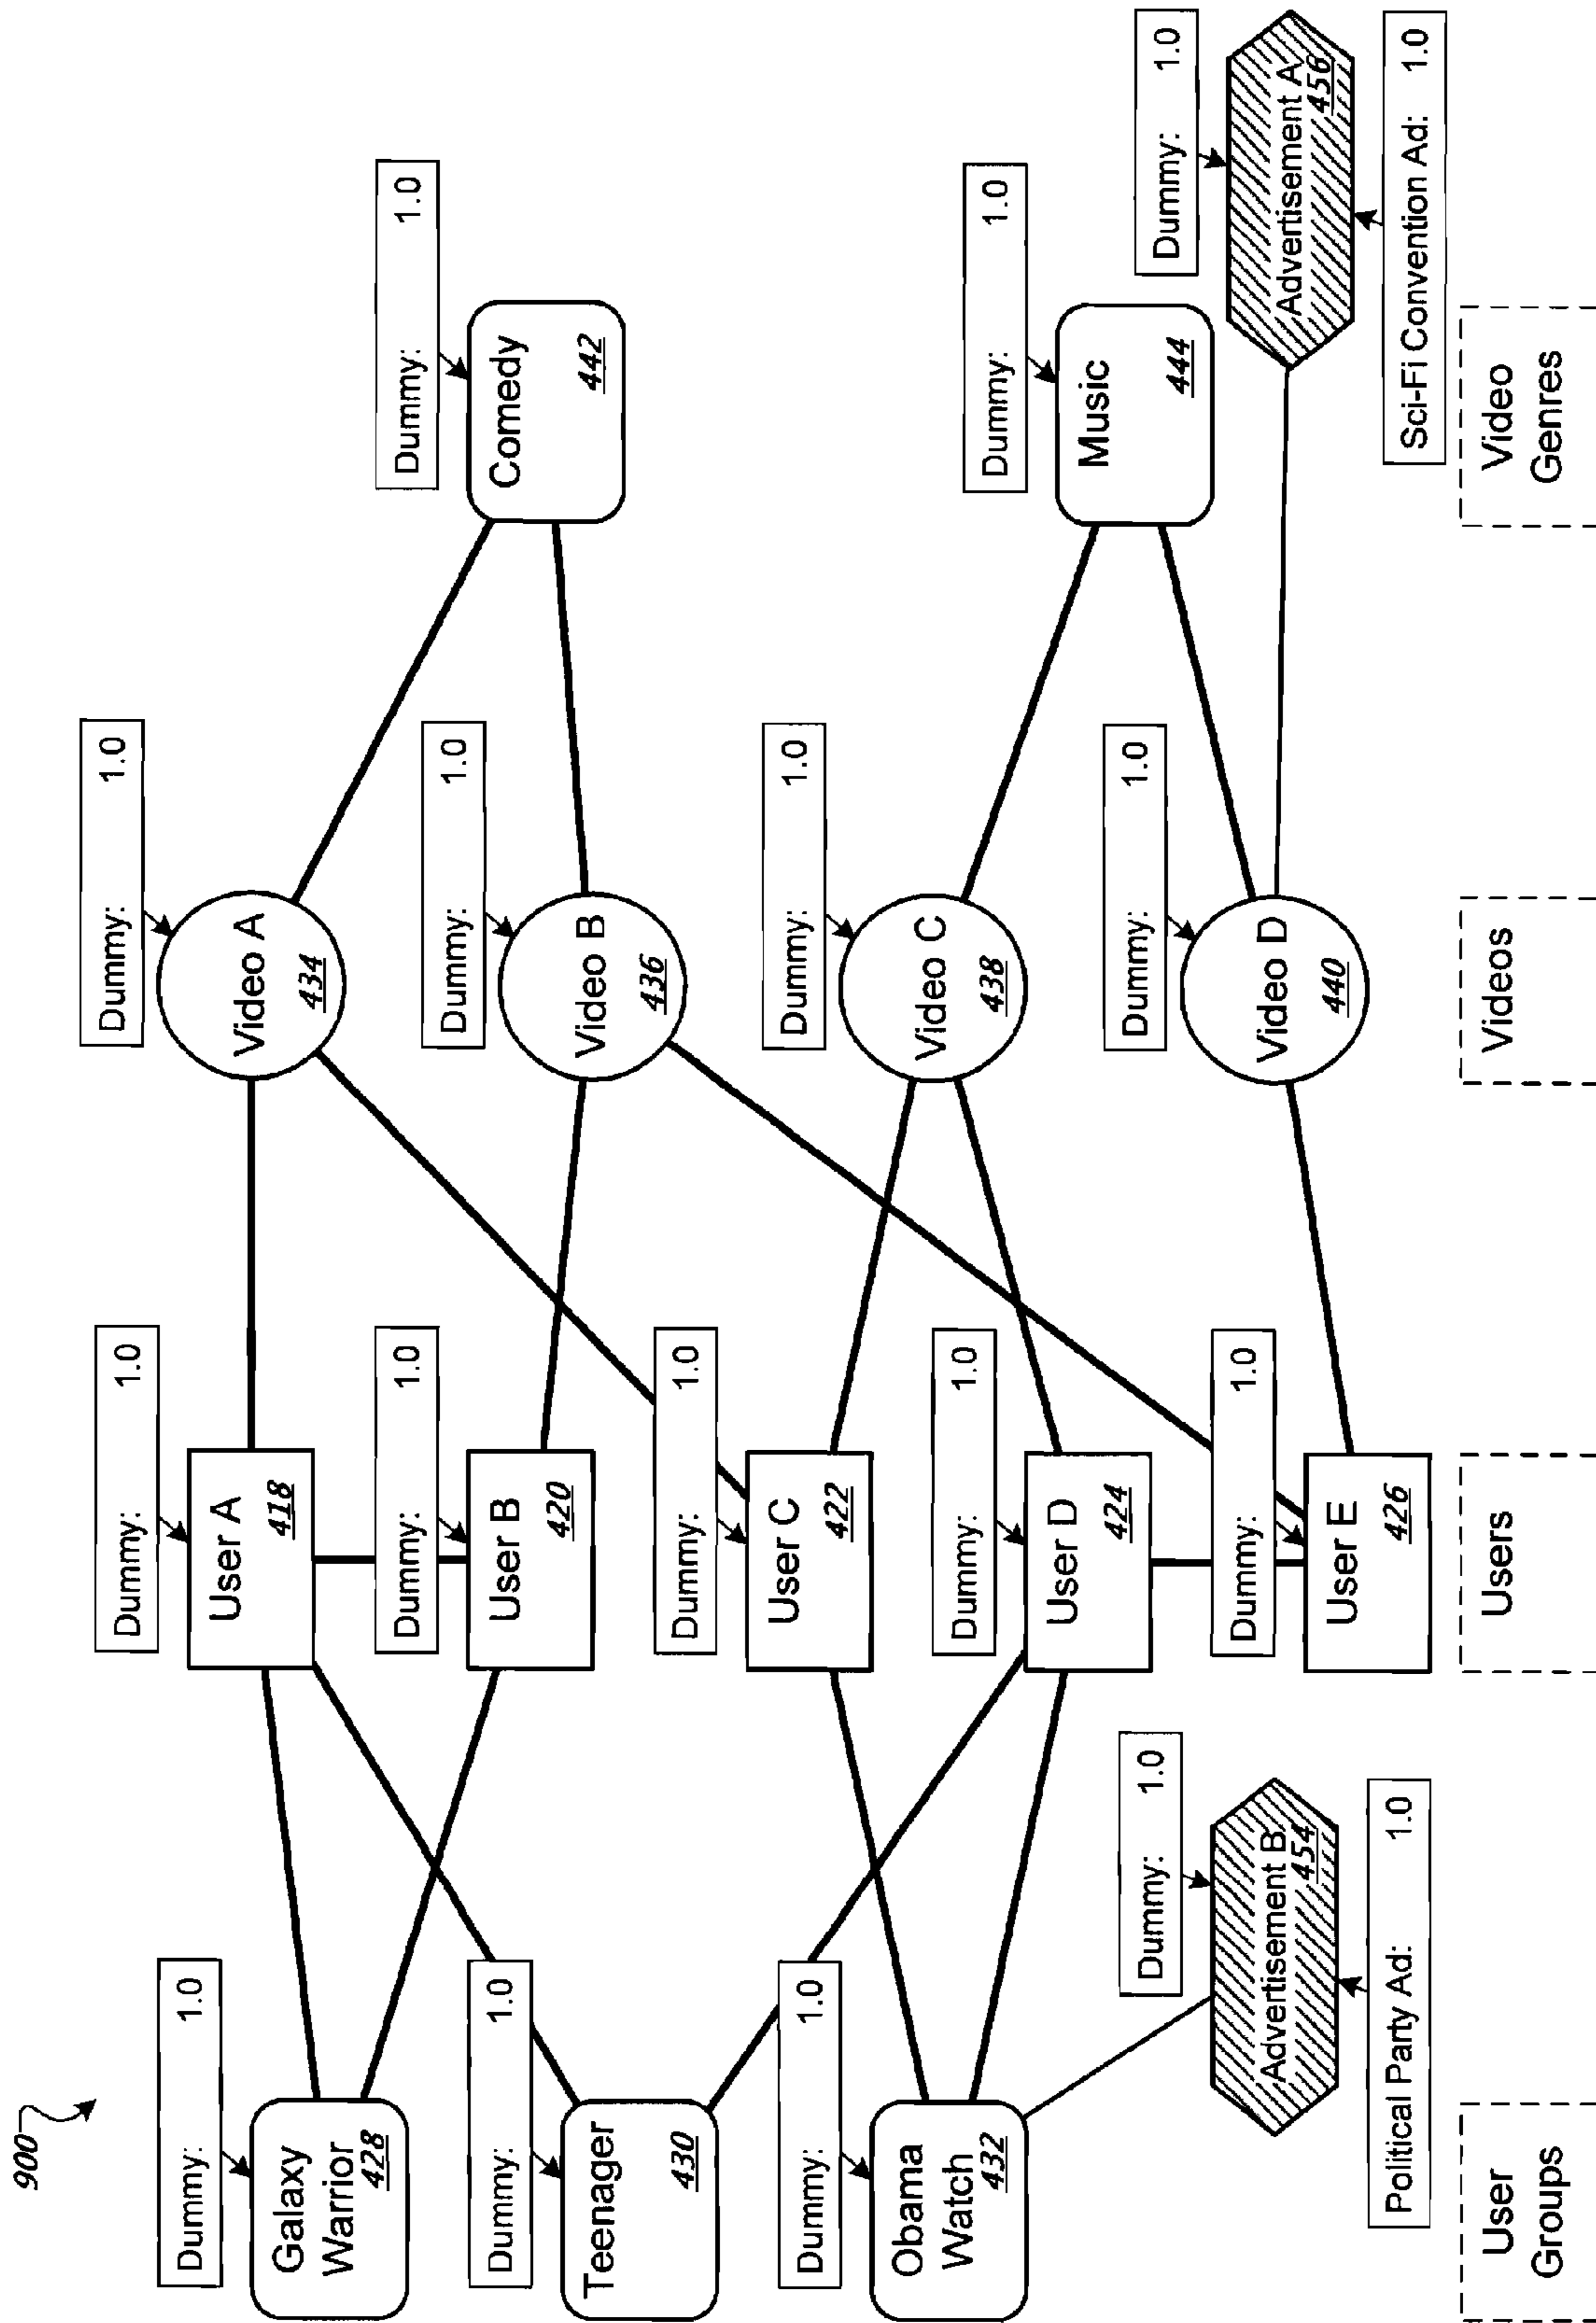 900
Dummy: 1.0
Galaxy
Warrior
428
Dummy: 1.0
Teenager
430
Dummy: 1.0
Obama
Watch
432
Dummy: 1.0
Advertisement B
454
Political Party Ad: 1.0
User
Groups
Dummy: 1.0
User A
418
Dummy: 1.0
User B
420
Dummy: 1.0
User C
422
Dummy: 1.0
User D
424
Dummy: 1.0
User E
426
Users
Dummy: 1.0
Video A
434
Dummy: 1.0
Video B
436
Dummy: 1.0
Video C
438
Dummy: 1.0
Video D
440
Videos
Dummy: 1.0
Comedy
442
Dummy: 1.0
Music
444
Dummy: 1.0
Advertisement A
456
Sci-Fi Convention Ad: 1.0
Video
Genres